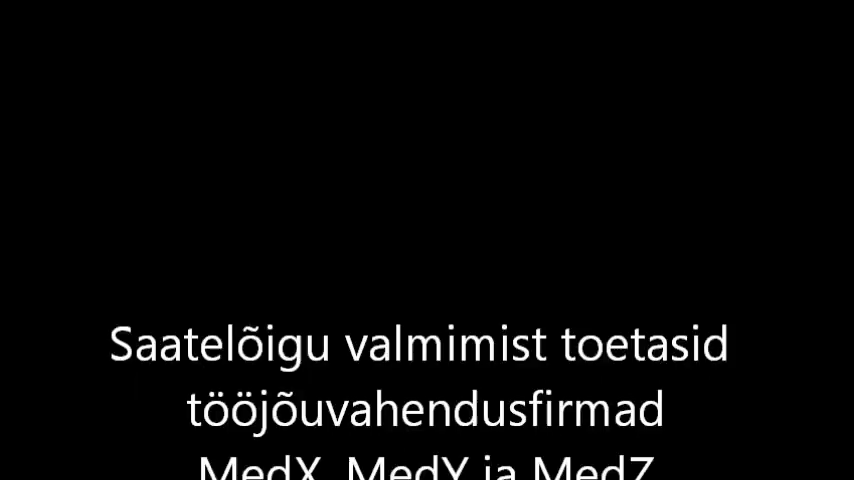 Saatelõigu valmimist toetasid
tööjõuvahendusfirmad
MedX, MedY ja MedZ